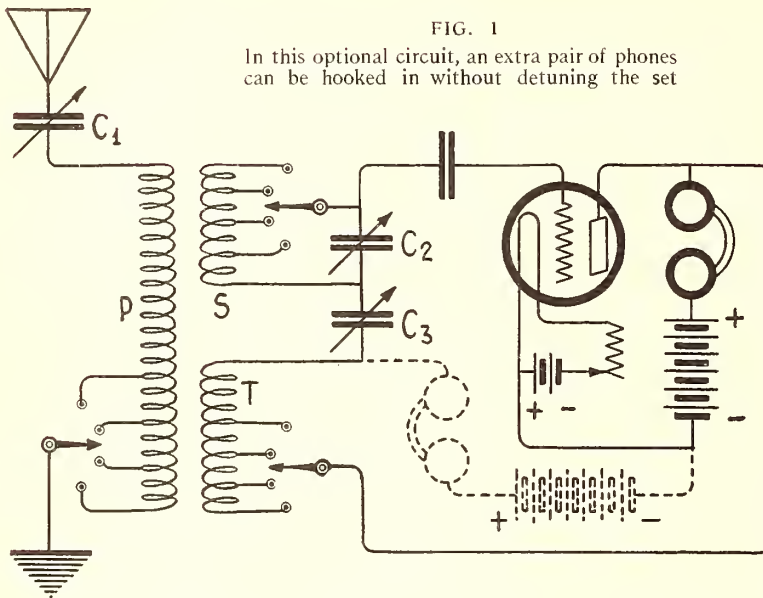 FIG. 1
In this optional circuit, an extra pair of phones
can be hooked in without detuning the set
C1
C2
P
S
C3
+
T
+ -
-
+ -